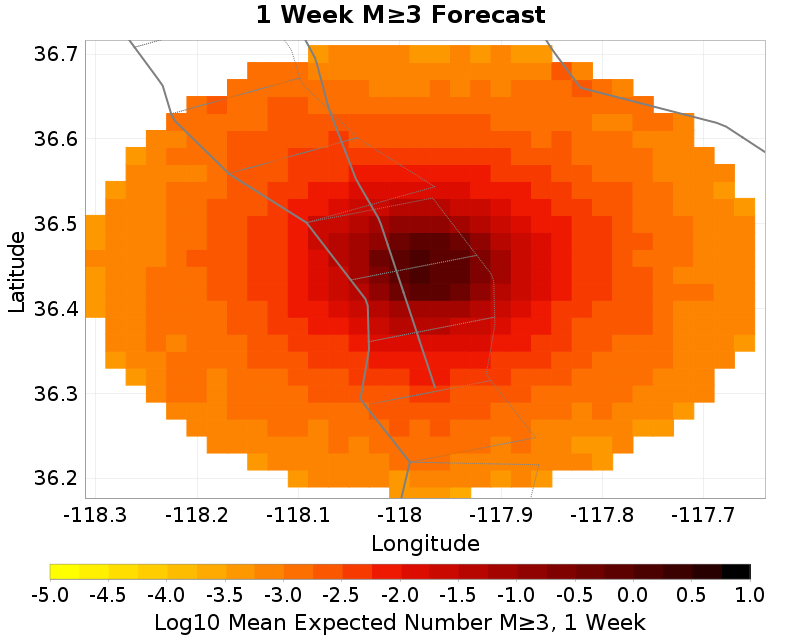 1 Week M≥3 Forecast
36.7
36.6
36.5
36.4
36.3
36.2
Latitude
-118.3 -118.2 -118.1 -118 -117.9 -117.8 -117.7
Longitude
-5.0 -4.5 -4.0 -3.5 -3.0 -2.5 -2.0 -1.5 -1.0 -0.5 0.0 0.5 1.0
Log10 Mean Expected Number M≥3, 1 Week